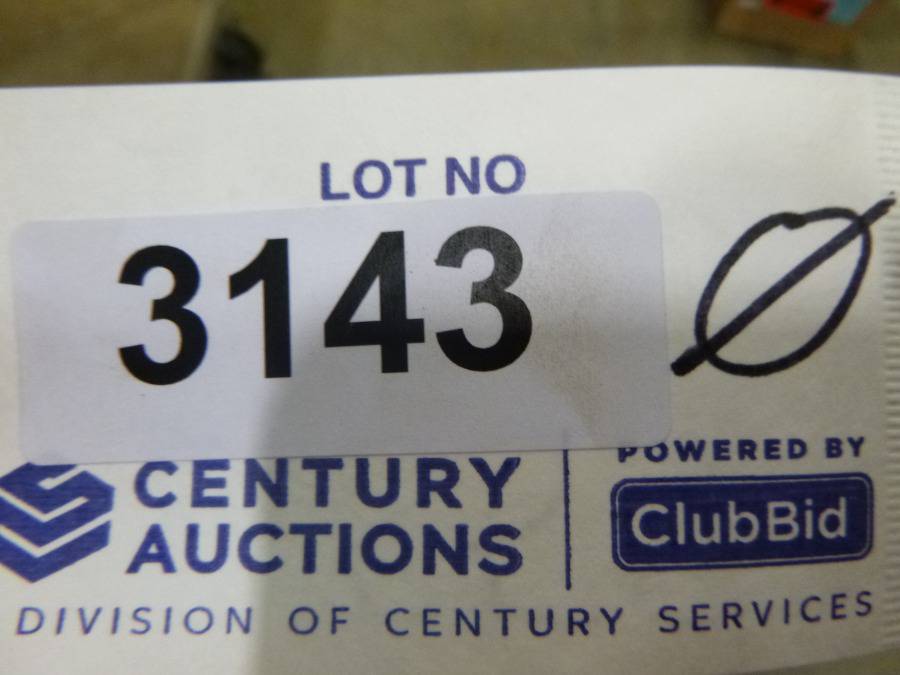 LOT NO
3143 Ø
CENTURY
AUCTIONS
POWERED BY
ClubBid
DIVISION OF CENTURY SERVICES